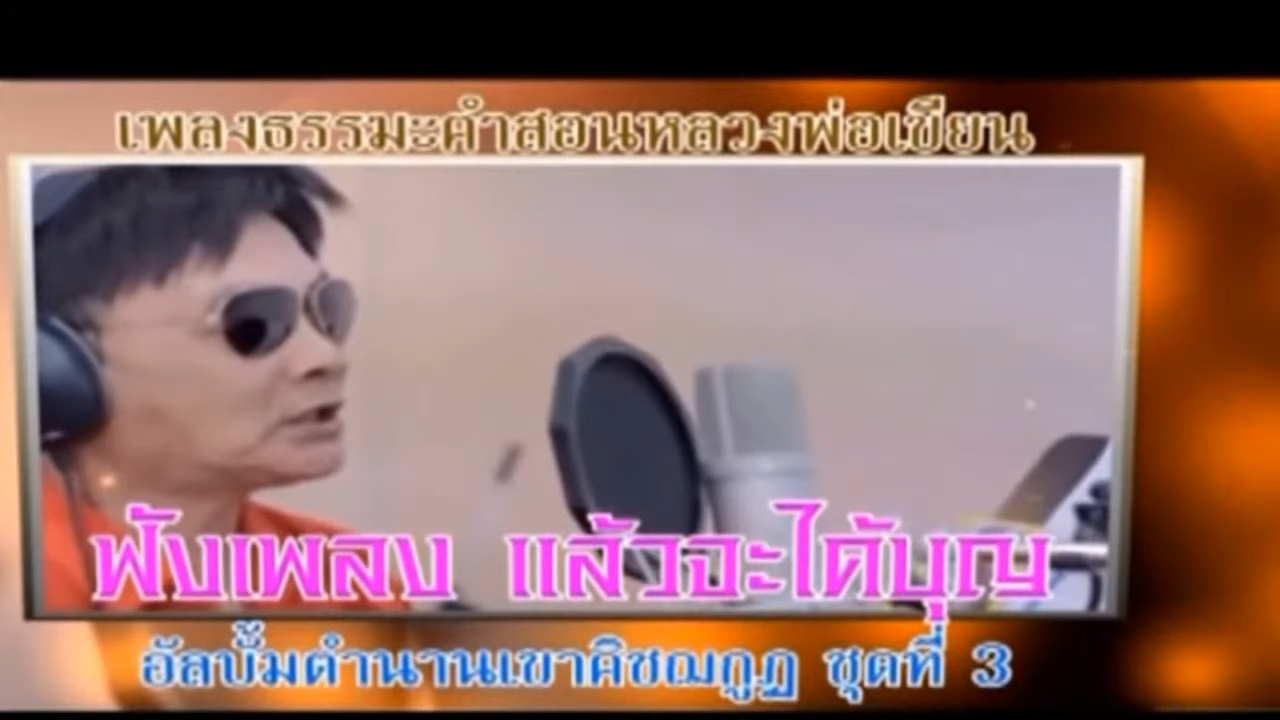 เพลงธรรมะคำสอนหลวงพ่อเขียน
ฟังเพลง แล้วจะได้บุญ
อัลบั้มตำนานเขาคิชฌกูฏ ชุดที่ 3